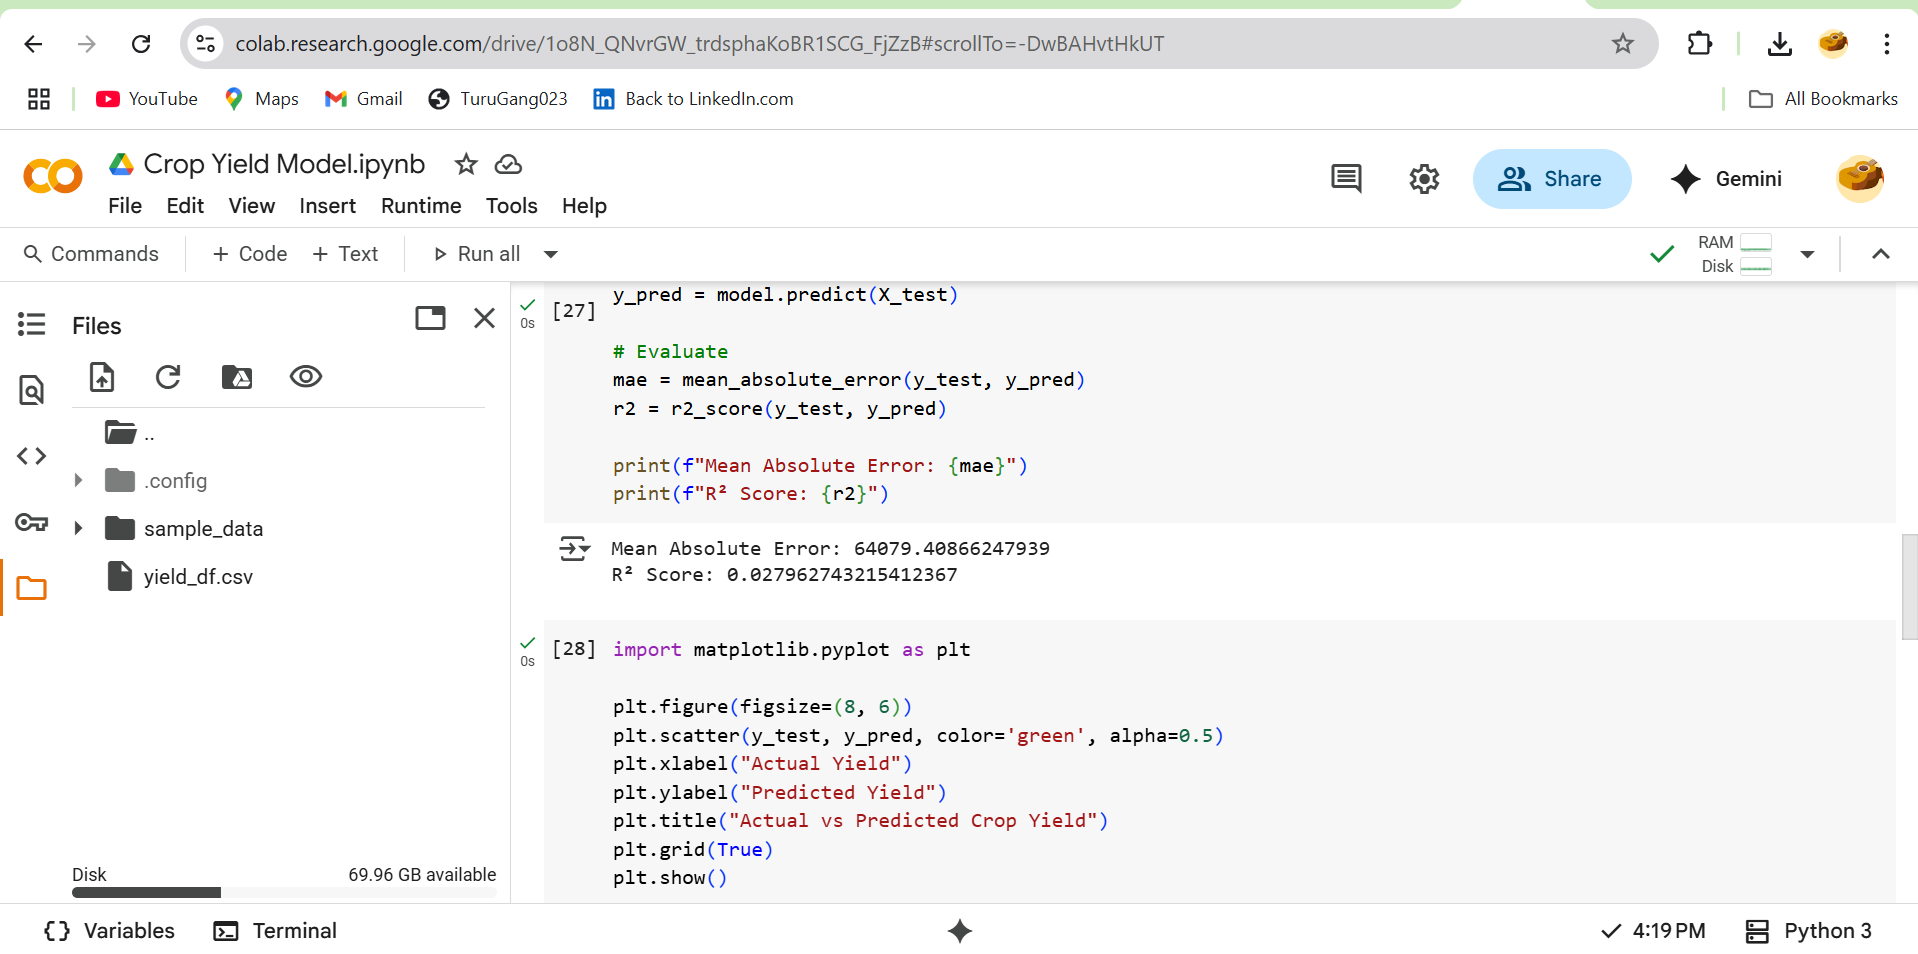 colab.research.google.com/drive/1o8N_QNvrGW_trdsphaKoBR1SCG_FjZzB#scrollTo=-DwBAHvtHkUT
YouTube Maps Gmail TuruGang023 Back to LinkedIn.com All Bookmarks
Crop Yield Model.ipynb
File Edit View Insert Runtime Tools Help
Share Gemini
Commands + Code + Text Run all
RAM
Disk
Files
..
.config
sample_data
yield_df.csv
Disk 69.96 GB available
0s [27] y_pred = model.predict(X_test)
# Evaluate
mae = mean_absolute_error(y_test, y_pred)
r2 = r2_score(y_test, y_pred)
print(f"Mean Absolute Error: {mae}")
print(f"R² Score: {r2}")
Mean Absolute Error: 64079.40866247939
R² Score: 0.027962743215412367
0s [28] import matplotlib.pyplot as plt
plt.figure(figsize=(8, 6))
plt.scatter(y_test, y_pred, color='green', alpha=0.5)
plt.xlabel("Actual Yield")
plt.ylabel("Predicted Yield")
plt.title("Actual vs Predicted Crop Yield")
plt.grid(True)
plt.show()
{} Variables Terminal 4:19 PM Python 3